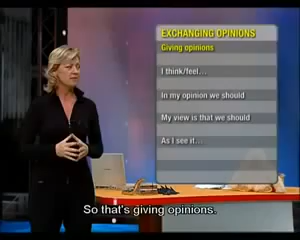 EXCHANGING OPINIONS
Giving opinions
I think/feel...
In my opinion we should
My view is that we should
As I see it...
So that's giving opinions.